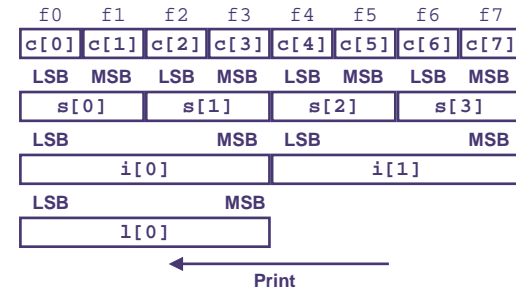 f0 f1 f2 f3 f4 f5 f6 f7
c[0] c[1] c[2] c[3] c[4] c[5] c[6] c[7]
LSB MSB LSB MSB LSB MSB LSB MSB
s[0] s[1] s[2] s[3]
LSB MSB LSB MSB
i[0] i[1]
LSB MSB
l[0]
Print